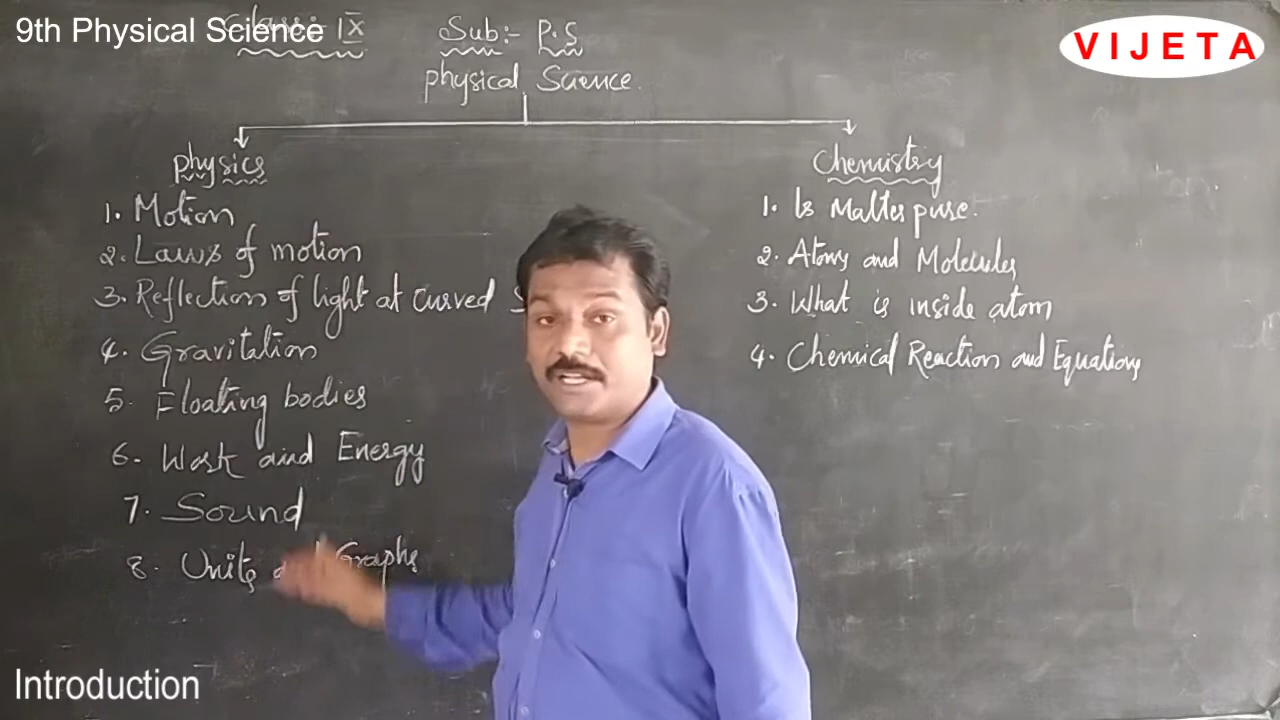 9th Physical Science
VIJETA
Class:- IX
Sub:- P.S
physical Science.
physics
1. Motion
2. Laws of motion
3. Reflection of light at curved S
4. Gravitation
5. Floating bodies
6. Work and Energy
7. Sound
8. Units Graphs
Chemistry
1. Is Matter pure.
2. Atoms and Molecules
3. What is inside atom
4. Chemical Reaction and Equations
Introduction